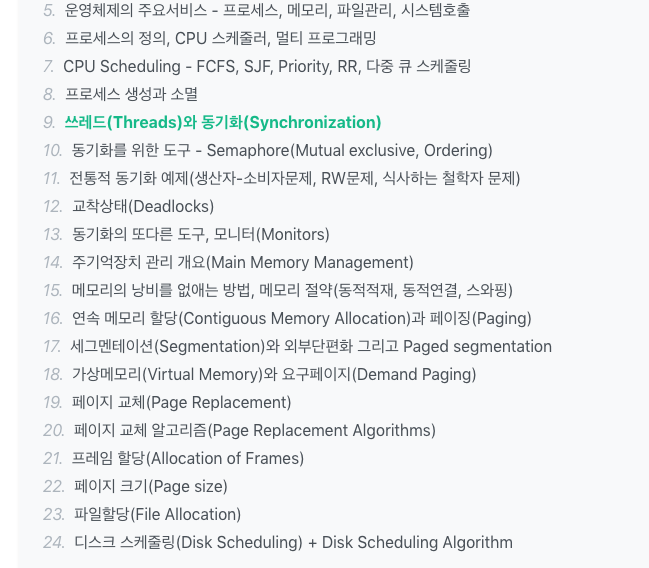 5. 운영체제의 주요서비스 - 프로세스, 메모리, 파일관리, 시스템호출
6. 프로세스의 정의, CPU 스케줄러, 멀티 프로그래밍
7. CPU Scheduling - FCFS, SJF, Priority, RR, 다중 큐 스케줄링
8. 프로세스 생성과 소멸
9. 쓰레드(Threads)와 동기화(Synchronization)
10. 동기화를 위한 도구 - Semaphore(Mutual exclusive, Ordering)
11. 전통적 동기화 예제(생산자-소비자문제, RW문제, 식사하는 철학자 문제)
12. 교착상태(Deadlocks)
13. 동기화의 또다른 도구, 모니터(Monitors)
14. 주기억장치 관리 개요(Main Memory Management)
15. 메모리의 낭비를 없애는 방법, 메모리 절약(동적적재, 동적연결, 스와핑)
16. 연속 메모리 할당(Contiguous Memory Allocation)과 페이징(Paging)
17. 세그멘테이션(Segmentation)와 외부단편화 그리고 Paged segmentation
18. 가상메모리(Virtual Memory)와 요구페이지(Demand Paging)
19. 페이지 교체(Page Replacement)
20. 페이지 교체 알고리즘(Page Replacement Algorithms)
21. 프레임 할당(Allocation of Frames)
22. 페이지 크기(Page size)
23. 파일할당(File Allocation)
24. 디스크 스케줄링(Disk Scheduling) + Disk Scheduling Algorithm